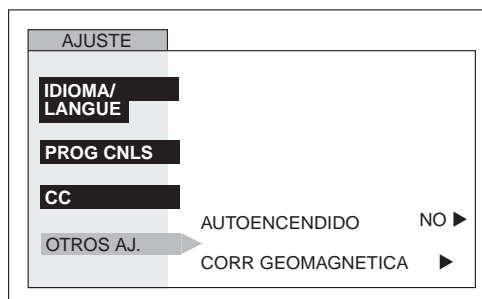 AJUSTE
IDIOMA/
LANGUE
PROG CNLS
CC
OTROS AJ.
AUTOENCENDIDO NO ▶
CORR GEOMAGNETICA ▶